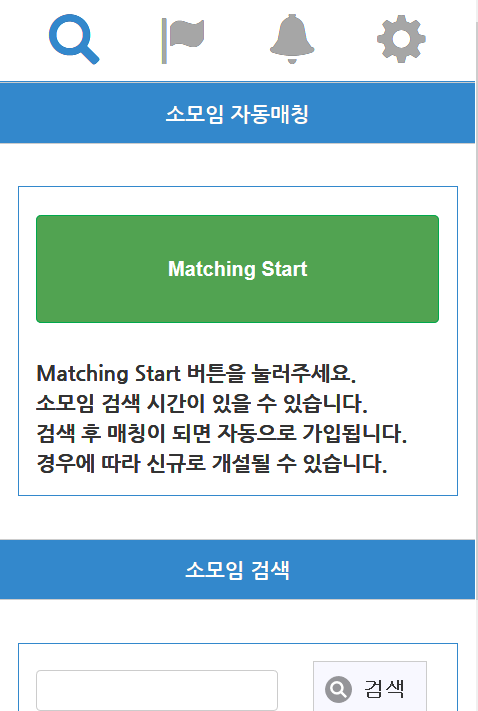 소모임 자동매칭
Matching Start
Matching Start 버튼을 눌러주세요.
소모임 검색 시간이 있을 수 있습니다.
검색 후 매칭이 되면 자동으로 가입됩니다.
경우에 따라 신규로 개설될 수 있습니다.
소모임 검색
검색